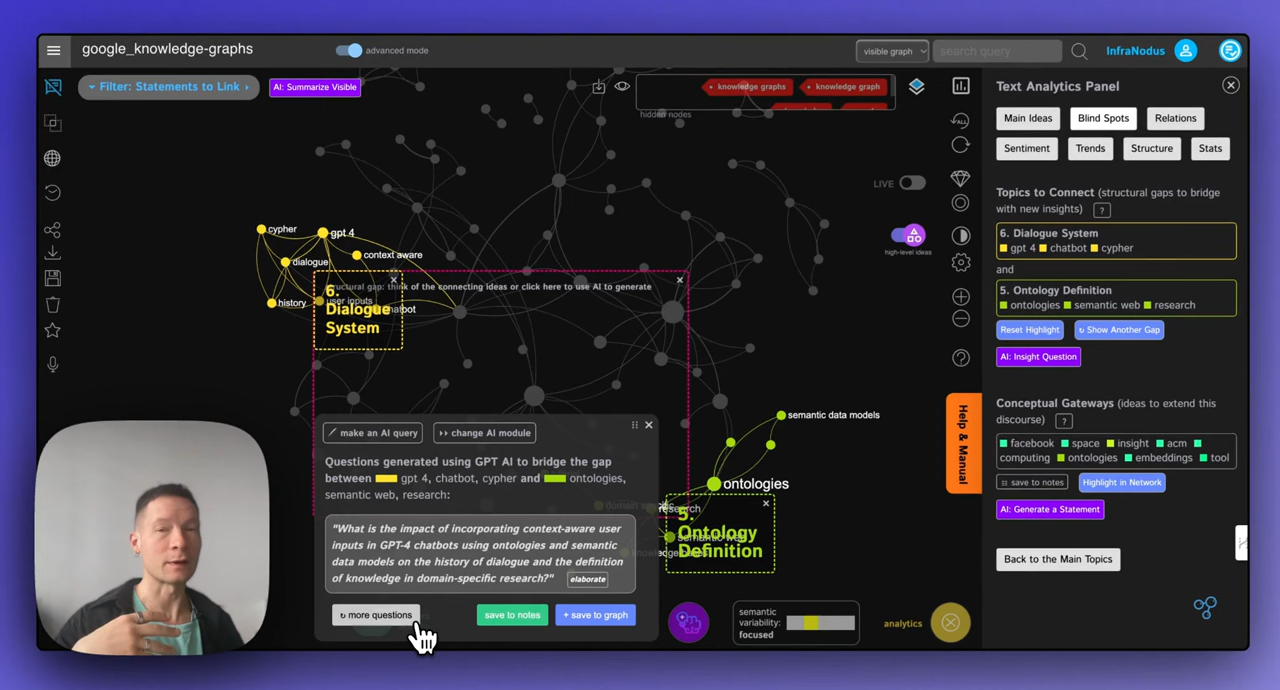 google_knowledge-graphs
advanced mode
visible graph
search query
InfraNodus
Filter: Statements to Link
AI: Summarize Visible
• knowledge graphs
• knowledge graph
hidden nodes
LIVE
high-level ideas
cypher
gpt 4
context aware
dialogue
history
user inputs
chatbot
6.
Dialogue
System
structural gap: think of the connecting ideas or click here to use AI to generate
semantic data models
ontologies
research
5.
Ontology
Definition
make an AI query
change AI module
Questions generated using GPT AI to bridge the gap
between gpt 4, chatbot, cypher and ontologies,
semantic web, research:
"What is the impact of incorporating context-aware user
inputs in GPT-4 chatbots using ontologies and semantic
data models on the history of dialogue and the definition
of knowledge in domain-specific research?" elaborate
↻ more questions
save to notes
+ save to graph
semantic
variability:
focused
analytics
Help & Manual
Text Analytics Panel
Main Ideas
Blind Spots
Relations
Sentiment
Trends
Structure
Stats
Topics to Connect (structural gaps to bridge
with new insights) ?
6. Dialogue System
gpt 4 chatbot cypher
and
5. Ontology Definition
ontologies semantic web research
Reset Highlight
↻ Show Another Gap
AI: Insight Question
Conceptual Gateways (ideas to extend this
discourse) ?
facebook space insight acm
computing ontologies embeddings tool
save to notes
Highlight in Network
AI: Generate a Statement
Back to the Main Topics